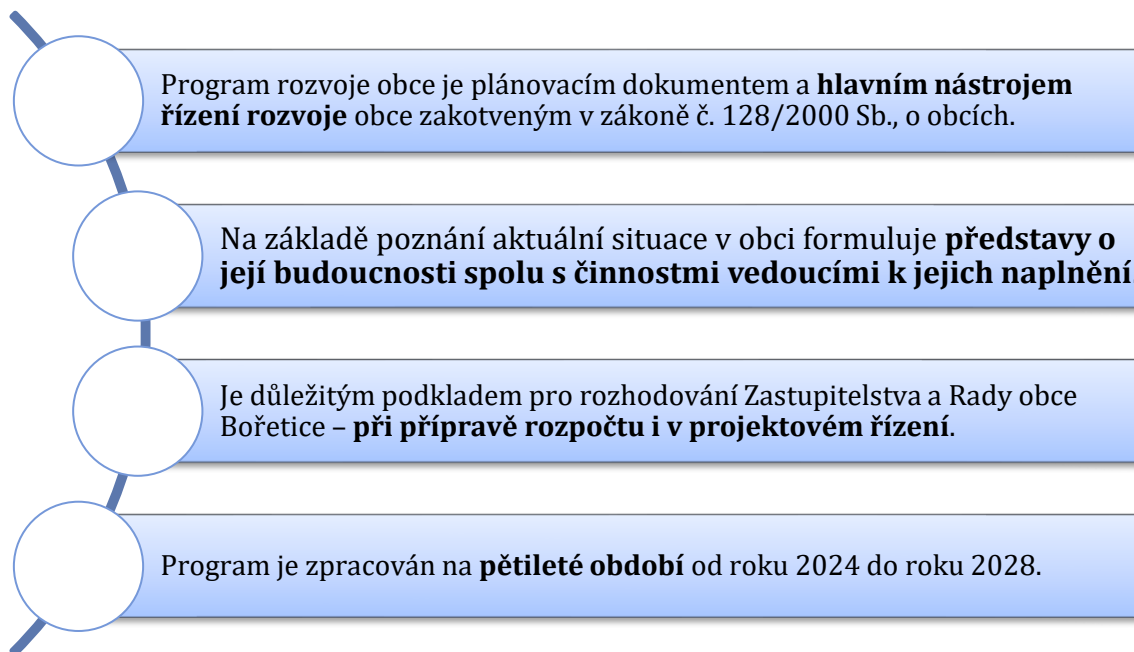 Program rozvoje obce je plánovacím dokumentem a hlavním nástrojem
řízení rozvoje obce zakotveným v zákoně č. 128/2000 Sb., o obcích.
Na základě poznání aktuální situace v obci formuluje představy o
její budoucnosti spolu s činnostmi vedoucími k jejich naplnění.
Je důležitým podkladem pro rozhodování Zastupitelstva a Rady obce
Bořetice – při přípravě rozpočtu i v projektovém řízení.
Program je zpracován na pětileté období od roku 2024 do roku 2028.